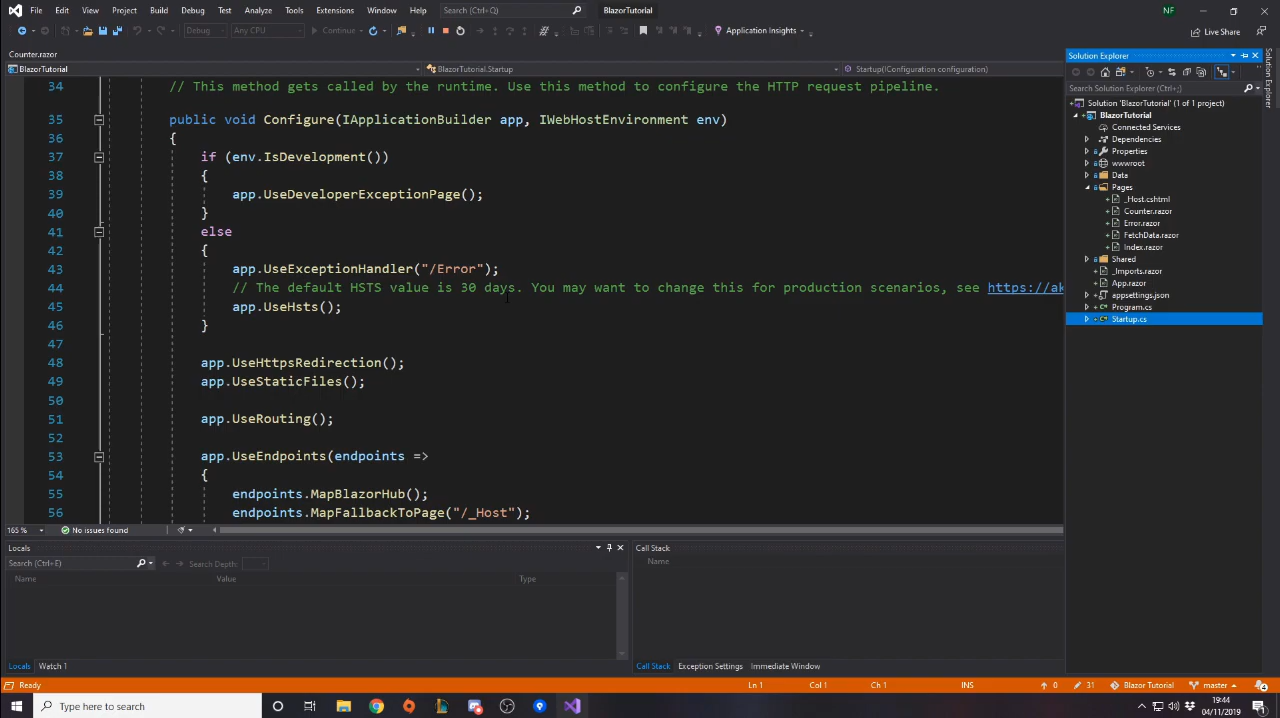 File Edit View Project Build Debug Test Analyze Tools Extensions Window Help Search (Ctrl+Q) BlazorTutorial NF
Debug Any CPU Continue Application Insights Live Share
Counter.razor
BlazorTutorial BlazorTutorial.Startup Startup(IConfiguration configuration)
34 // This method gets called by the runtime. Use this method to configure the HTTP request pipeline.
35 public void Configure(IApplicationBuilder app, IWebHostEnvironment env)
36 {
37 if (env.IsDevelopment())
38 {
39 app.UseDeveloperExceptionPage();
40 }
41 else
42 {
43 app.UseExceptionHandler("/Error");
44 // The default HSTS value is 30 days. You may want to change this for production scenarios, see https://ak
45 app.UseHsts();
46 }
47
48 app.UseHttpsRedirection();
49 app.UseStaticFiles();
50
51 app.UseRouting();
52
53 app.UseEndpoints(endpoints =>
54 {
55 endpoints.MapBlazorHub();
56 endpoints.MapFallbackToPage("/_Host");
165 % No issues found
Solution Explorer
Search Solution Explorer (Ctrl+;)
Solution 'BlazorTutorial' (1 of 1 project)
BlazorTutorial
Connected Services
Dependencies
Properties
wwwroot
Data
Pages
_Host.cshtml
Counter.razor
Error.razor
FetchData.razor
Index.razor
Shared
_Imports.razor
App.razor
appsettings.json
Program.cs
Startup.cs
Solution Explorer
Locals
Search (Ctrl+E) Search Depth:
Name Value Type
Locals Watch 1
Call Stack
Name
Call Stack Exception Settings Immediate Window
Ready Ln 1 Col 1 Ch 1 INS 0 31 Blazor Tutorial master 4
Type here to search
19:44
04/11/2019
1